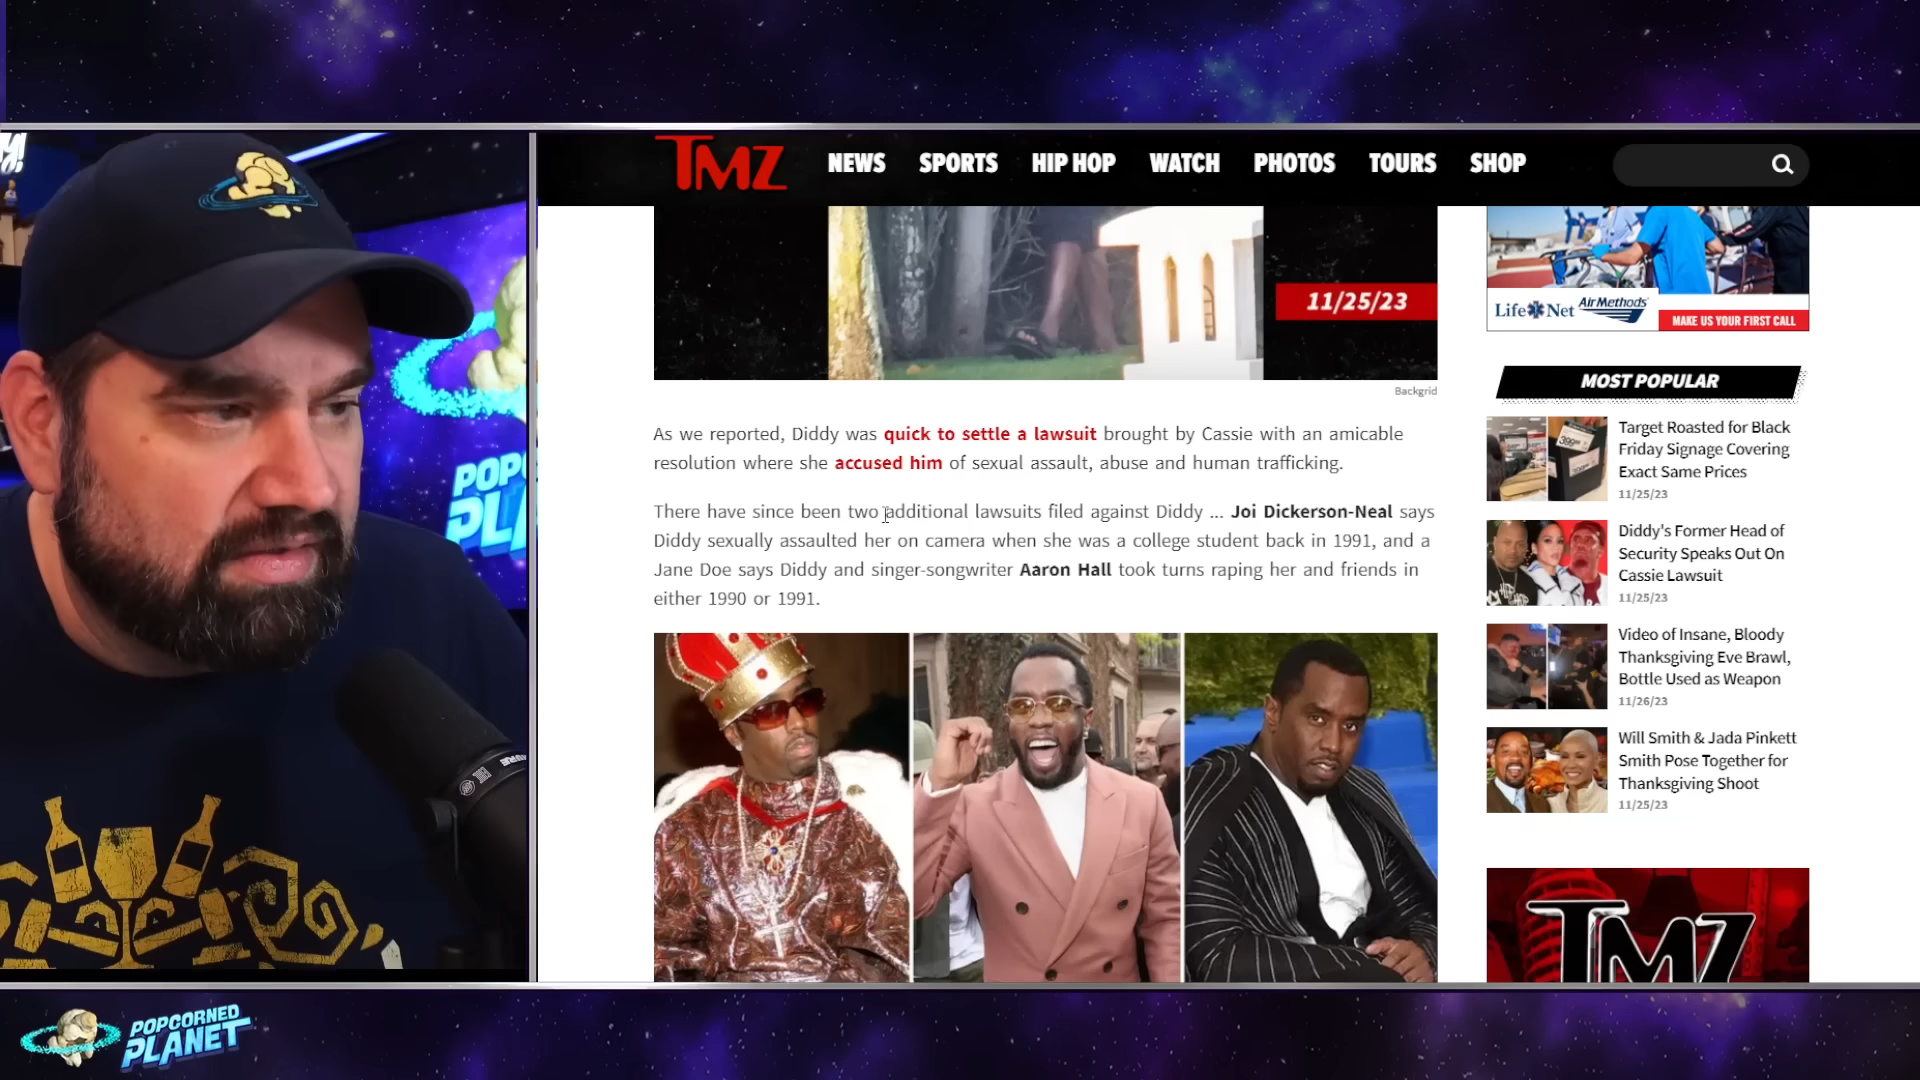 TMZ
NEWS SPORTS HIP HOP WATCH PHOTOS TOURS SHOP
11/25/23
Backgrid
As we reported, Diddy was quick to settle a lawsuit brought by Cassie with an amicable
resolution where she accused him of sexual assault, abuse and human trafficking.
There have since been two additional lawsuits filed against Diddy ... Joi Dickerson-Neal says
Diddy sexually assaulted her on camera when she was a college student back in 1991, and a
Jane Doe says Diddy and singer-songwriter Aaron Hall took turns raping her and friends in
either 1990 or 1991.
Life Net Air Methods
MAKE US YOUR FIRST CALL
MOST POPULAR
Target Roasted for Black
Friday Signage Covering
Exact Same Prices
11/25/23
Diddy's Former Head of
Security Speaks Out On
Cassie Lawsuit
11/25/23
Video of Insane, Bloody
Thanksgiving Eve Brawl,
Bottle Used as Weapon
11/26/23
Will Smith & Jada Pinkett
Smith Pose Together for
Thanksgiving Shoot
11/25/23
TMZ
POP
PL
POPCORNED
PLANET